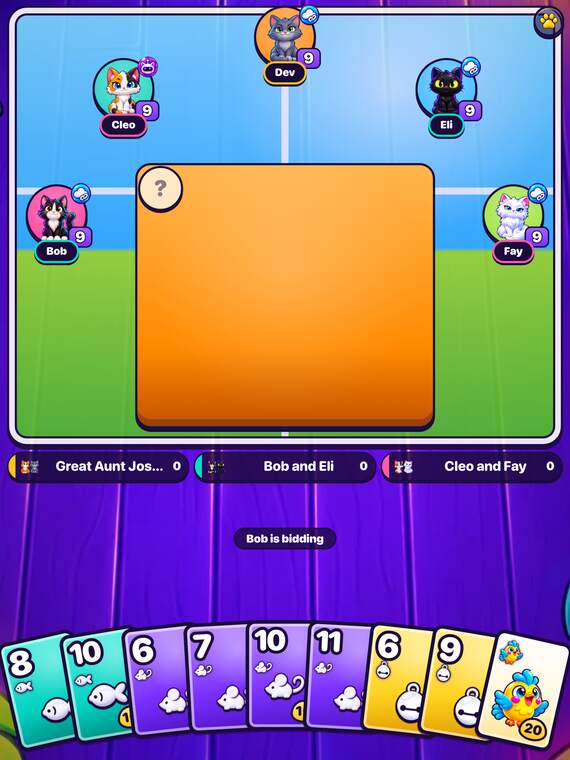 Dev
9
Cleo
9
Eli
9
?
Bob
9
Fay
9
Great Aunt Jos... 0
Bob and Eli 0
Cleo and Fay 0
Bob is bidding
8
10
6
7
10
11
6
9
20